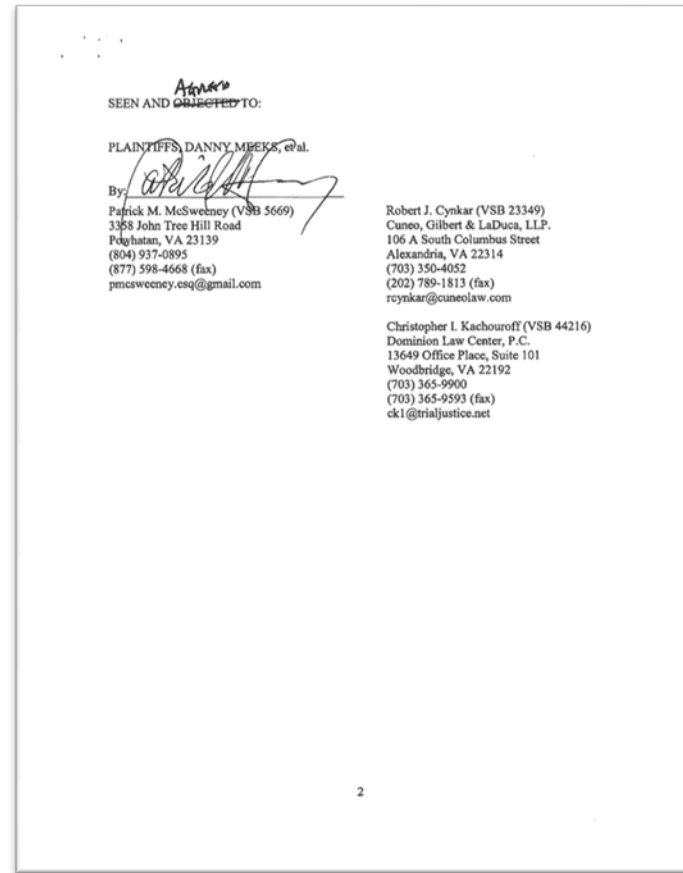 Agreed
SEEN AND OBJECTED TO:
PLAINTIFFS, DANNY MEEKS, et al.
By:
Patrick M. McSweeney (VSB 5669)
3358 John Tree Hill Road
Powhatan, VA 23139
(804) 937-0895
(877) 598-4668 (fax)
pmcsweeney.esq@gmail.com
Robert J. Cynkar (VSB 23349)
Cuneo, Gilbert & LaDuca, LLP.
106 A South Columbus Street
Alexandria, VA 22314
(703) 350-4052
(202) 789-1813 (fax)
rcynkar@cuneolaw.com
Christopher I. Kachouroff (VSB 44216)
Dominion Law Center, P.C.
13649 Office Place, Suite 101
Woodbridge, VA 22192
(703) 365-9900
(703) 365-9593 (fax)
ck1@trialjustice.net
2